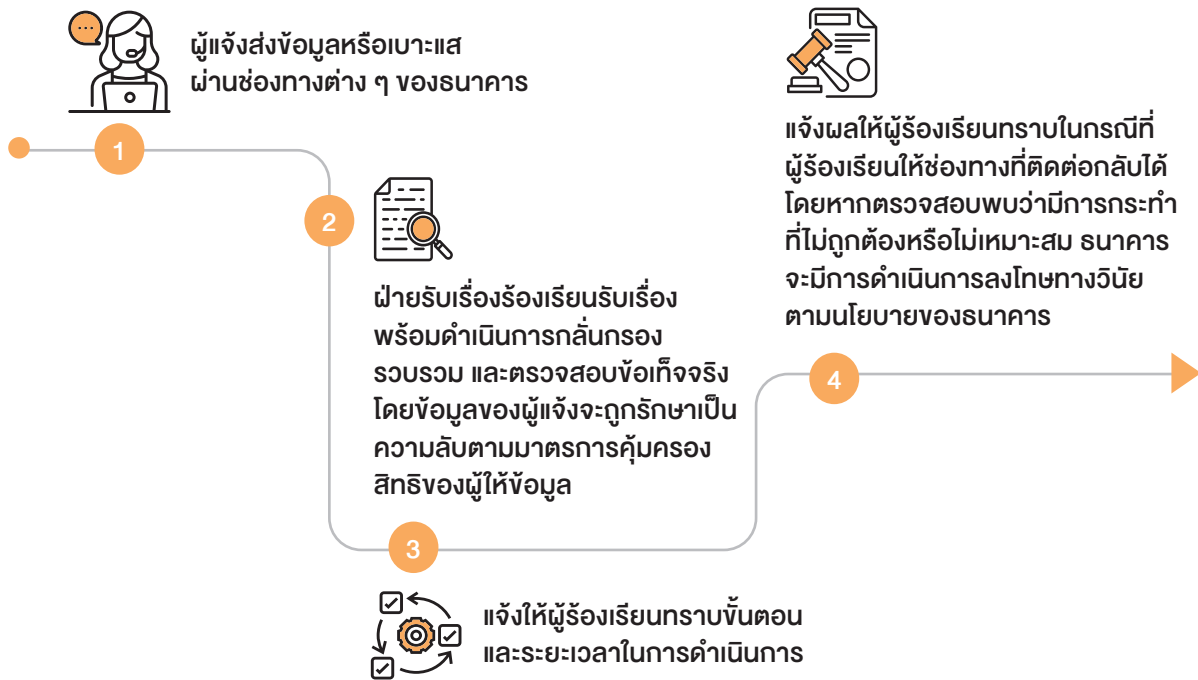 ผู้แจ้งส่งข้อมูลหรือเบาะแส
ผ่านช่องทางต่าง ๆ ของธนาคาร
1
2
ฝ่ายรับเรื่องร้องเรียนรับเรื่อง
พร้อมดำเนินการกลั่นกรอง
รวบรวม และตรวจสอบข้อเท็จจริง
โดยข้อมูลของผู้แจ้งจะถูกรักษาเป็น
ความลับตามมาตรการคุ้มครอง
สิทธิของผู้ให้ข้อมูล
3
แจ้งให้ผู้ร้องเรียนทราบขั้นตอน
และระยะเวลาในการดำเนินการ
แจ้งผลให้ผู้ร้องเรียนทราบในกรณีที่
ผู้ร้องเรียนให้ช่องทางที่ติดต่อกลับได้
โดยหากตรวจสอบพบว่ามีการกระทำ
ที่ไม่ถูกต้องหรือไม่เหมาะสม ธนาคาร
จะมีการดำเนินการลงโทษทางวินัย
ตามนโยบายของธนาคาร
4